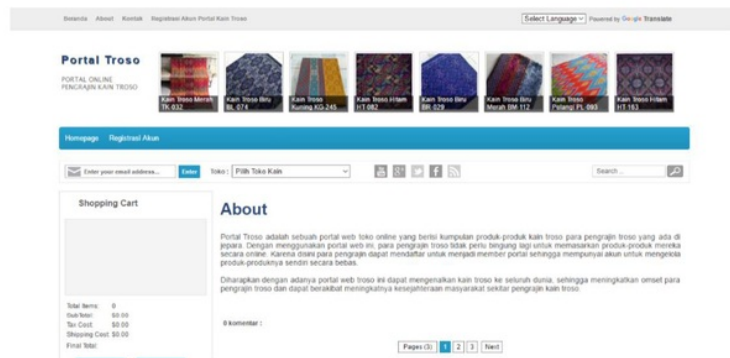 Beranda About Kontak Registrasi Akun Portal Kain Troso
Select Language
Powered by Google Translate
Portal Troso
PORTAL ONLINE
PENGRAJIN KAIN TROSO
Kain Troso Merah
TK-032
Kain Troso Biru
BL-074
Kain Troso
Kuning KG-245
Kain Troso Hitam
HT-082
Kain Troso Biru
BR-029
Kain Troso Biru
Merah BM-112
Kain Troso
Pelangi PL-093
Kain Troso Hitam
HT-163
Homepage Registrasi Akun
Enter your email address...
Enter
Toko : Pilih Toko Kain
Search ...
Shopping Cart
Total Items: 0
Sub Total: $0.00
Tax Cost: $0.00
Shopping Cost: $0.00
Final Total:
About
Portal Troso adalah sebuah portal web toko online yang berisi kumpulan produk-produk kain troso para pengrajin troso yang ada di
jepara. Dengan menggunakan portal web ini, para pengrajin troso tidak perlu bingung lagi untuk memasarkan produk-produk mereka
secara online. Karena disini para pengrajin dapat mendaftar untuk menjadi member portal sehingga mempunyai akun untuk mengelola
produk-produknya sendiri secara bebas.
Diharapkan dengan adanya portal web troso ini dapat mengenalkan kain troso ke seluruh dunia, sehingga meningkatkan omset para
pengrajin troso dan dapat berakibat meningkatnya kesejahteraan masyarakat sekitar pengrajin kain troso.
0 komentar :
Pages (3) 1 2 3 Next